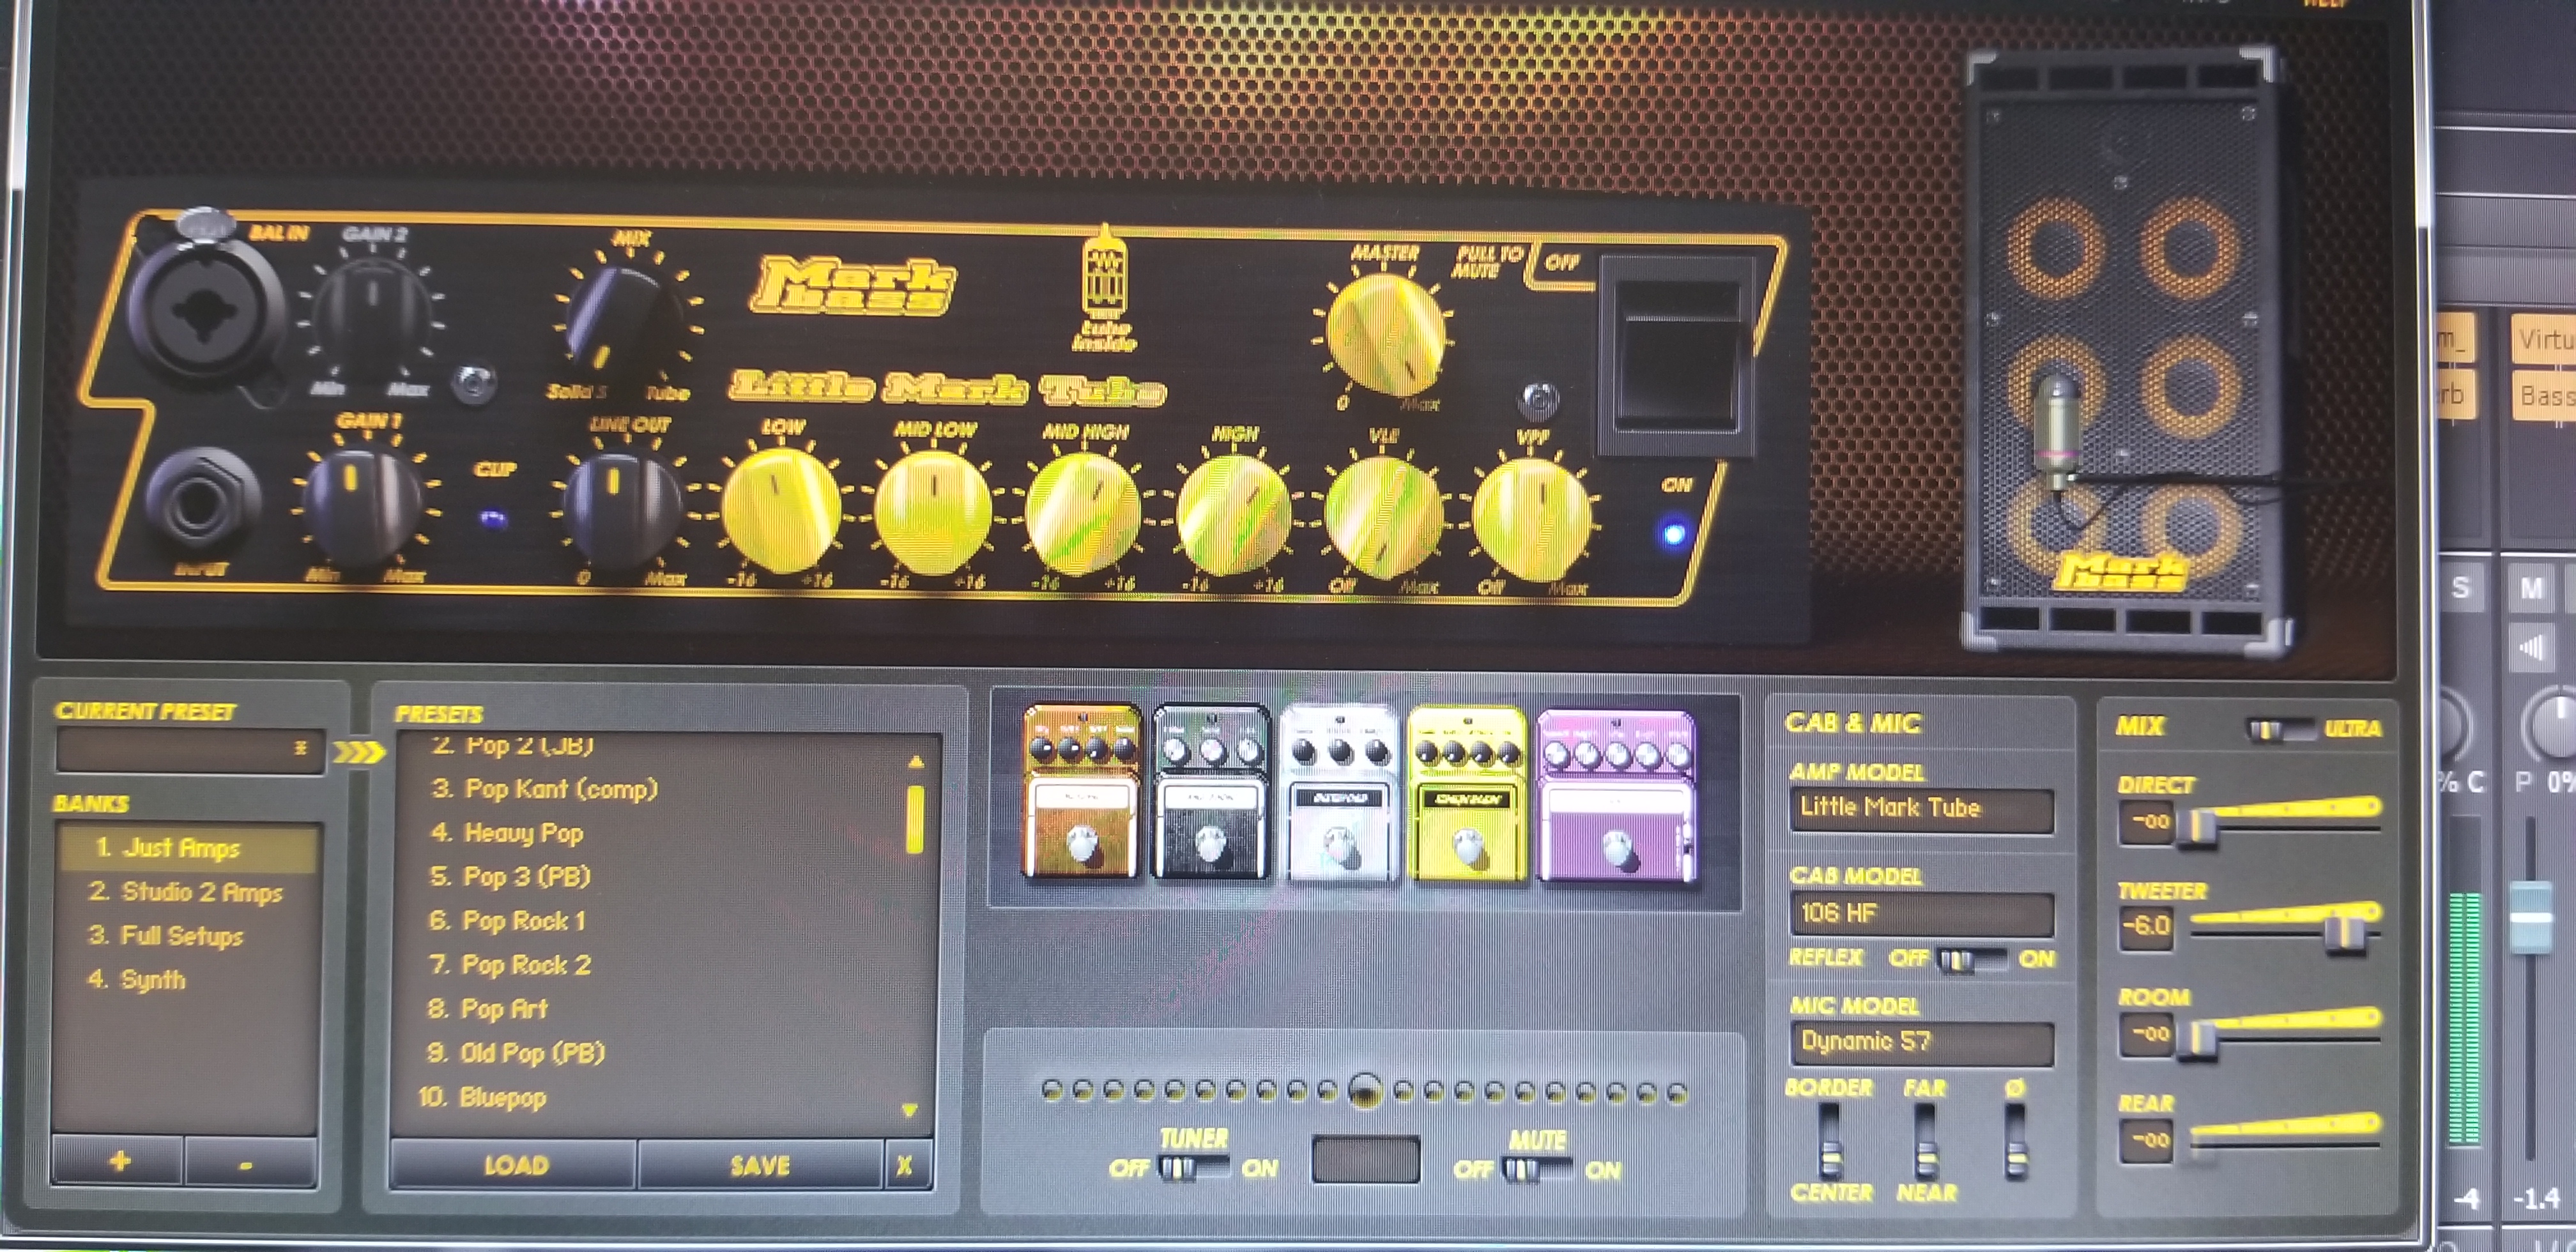 HELP
BAL IN
GAIN 2
Min
Max
MIX
Solid S
Tube
Mark
bass
tube
inside
Little Mark Tube
MASTER
0
Max
PULL TO
MUTE
OFF
INPUT
GAIN 1
Min
Max
CLIP
LINE OUT
0
Max
LOW
-16
+16
MID LOW
-16
+16
MID HIGH
-16
+16
HIGH
-16
+16
VLE
Off
Max
VPF
Off
Max
ON
Mark
bass
CURRENT PRESET
*
BANKS
1. Just Amps
2. Studio 2 Amps
3. Full Setups
4. Synth
+
-
PRESETS
2. Pop 2 (JB)
3. Pop Kant (comp)
4. Heavy Pop
5. Pop 3 (PB)
6. Pop Rock 1
7. Pop Rock 2
8. Pop Art
9. Old Pop (PB)
10. Bluepop
LOAD
SAVE
X
TUNER
OFF
ON
MUTE
OFF
ON
CAB & MIC
AMP MODEL
Little Mark Tube
CAB MODEL
106 HF
REFLEX OFF ON
MIC MODEL
Dynamic 57
BORDER
FAR
Ø
CENTER
NEAR
MIX
ULTRA
DIRECT
-oo
TWEETER
-6.0
ROOM
-oo
REAR
-oo
m_
Virtu
rb
Bass
S
M
% C
P 0%
-4
-1.4